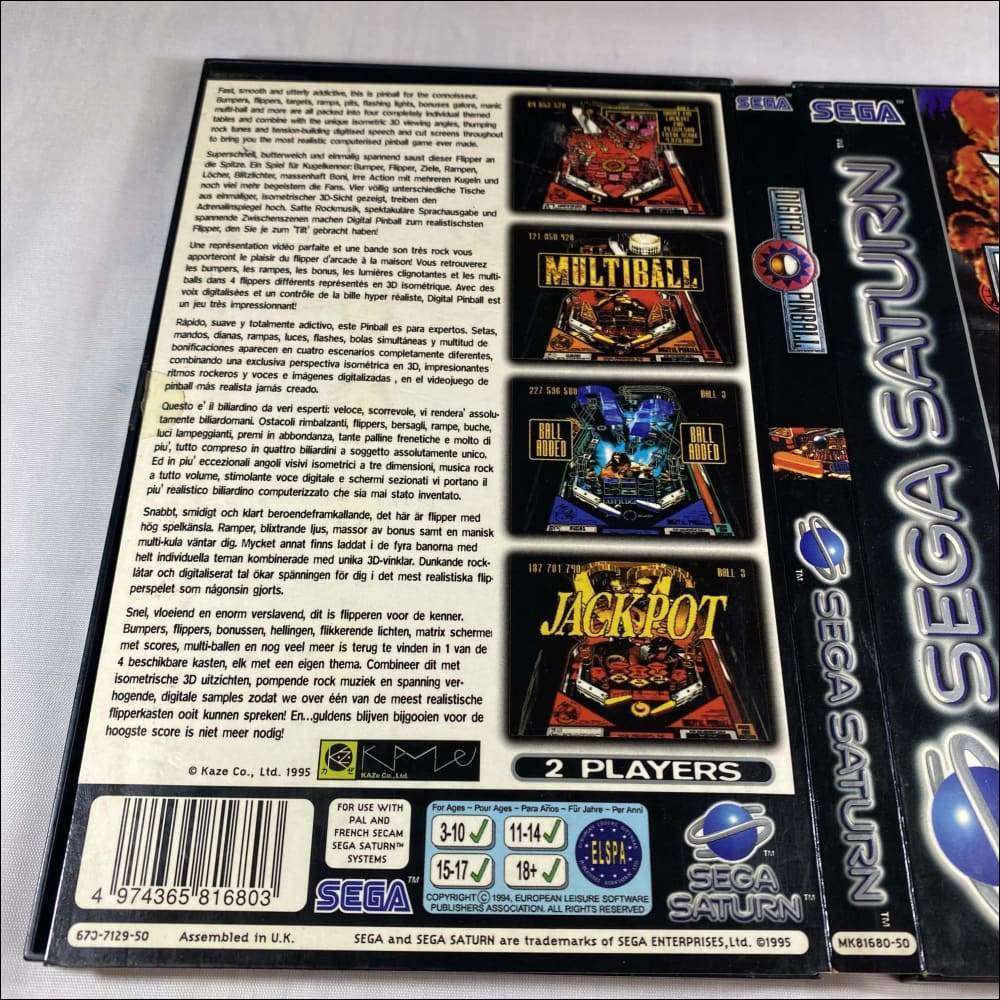 Fast, smooth and utterly addictive, this is pinball for the connoisseur.
Bumpers, flippers, targets, ramps, pits, flashing lights, bonuses galore, manic
multi-ball and more are all packed into four completely individual themed
tables and combine with the unique isometric 3D viewing angles, thumping
rock tunes and tension-building digitised speech and cut screens throughout
to bring you the most realistic computerised pinball game ever made.
Superschnell, butterweich und einmalig spannend saust dieser Flipper an
die Spitze. Ein Spiel für Kugelkenner: Bumper, Flipper, Ziele, Rampen,
Löcher, Blitzlichter, massenhaft Boni, Irre Action mit mehreren Kugeln und
noch viel mehr begeistern die Fans. Vier völlig unterschiedliche Tische
aus einmaliger, isometrischer 3D-Sicht gezeigt, treiben den
Adrenalinspiegel hoch. Satte Rockmusik, spektakuläre Sprachausgabe und
spannende Zwischenszenen machen Digital Pinball zum realistischsten
Flipper, den Sie je zum 'Tilt' gebracht haben!
Une représentation vidéo parfaite et une bande son très rock vous
apporteront le plaisir du flipper d'arcade à la maison! Vous retrouverez
les bumpers, les rampes, les bonus, les lumières clignotantes et les multi-
balls dans 4 flippers différents représentés en 3D isométrique. Avec des
voix digitalisées et un contrôle de la bille hyper réaliste, Digital Pinball est
un jeu très impressionnant!
Rápido, suave y totalmente adictivo, este Pinball es para expertos. Setas,
mandos, dianas, rampas, luces, flashes, bolas simultáneas y multitud de
bonificaciones aparecen en cuatro escenarios completamente diferentes,
combinando una exclusiva perspectiva isométrica en 3D, impresionantes
ritmos rockeros y voces e imágenes digitalizadas , en el videojuego de
pinball más realista jamás creado.
Questo e' il biliardino da veri esperti: veloce, scorrevole, vi rendera' assolu-
tamente biliardomani. Ostacoli rimbalzanti, flippers, bersagli, rampe, buche,
luci lampeggianti, premi in abbondanza, tante palline frenetiche e molto di
piu', tutto compreso in quattro biliardini a soggetto assolutamente unico.
Ed in piu' eccezionali angoli visivi isometrici a tre dimensioni, musica rock
a tutto volume, stimolante voce digitale e schermi sezionati vi portano il
piu' realistico biliardino computerizzato che sia mai stato inventato.
Snabbt, smidigt och klart beroendeframkallande, det här är flipper med
hög spelkänsla. Ramper, blixtrande ljus, massor av bonus samt en manisk
multi-kula väntar dig. Mycket annat finns laddat i de fyra banorna med
helt individuella teman kombinerade med unika 3D-vinklar. Dunkande rock-
låtar och digitaliserat tal ökar spänningen för dig i det mest realistiska flip-
perspelet som någonsin gjorts.
Snel, vloeiend en enorm verslavend, dit is flipperen voor de kenner.
Bumpers, flippers, bonussen, hellingen, flikkerende lichten, matrix schermen
met scores, multi-ballen en nog veel meer is terug te vinden in 1 van de
4 beschikbare kasten, elk met een eigen thema. Combineer dit met
isometrische 3D uitzichten, pompende rock muziek en spanning ver-
hogende, digitale samples zodat we over één van de meest realistische
flipperkasten ooit kunnen spreken! En...guldens blijven bijgooien voor de
hoogste score is niet meer nodig!
© Kaze Co., Ltd. 1995
KAZE
KAZe Co., Ltd.
121 050 920
MULTIBALL
227 596 580 BALL 3
BALL ADDED
BALL ADDED
187 701 790 BALL 3
JACKPOT
2 PLAYERS
4 974365 816803
FOR USE WITH
PAL AND
FRENCH SECAM
SEGA SATURN™
SYSTEMS
SEGA™
For Ages – Pour Ages – Para Años – Für Jahre – Per Anni
3-10 11-14
15-17 18+
ELSPA
COPYRIGHT © 1994, EUROPEAN LEISURE SOFTWARE
PUBLISHERS ASSOCIATION. ALL RIGHTS RESERVED
SEGA SATURN™
670-7129-50 Assembled in U.K. SEGA and SEGA SATURN are trademarks of SEGA ENTERPRISES,Ltd. ©1995
SEGA
DIGITAL PINBALL
™ SEGA SATURN™
MK81680-50
SEGA™
SEGA SATURN™